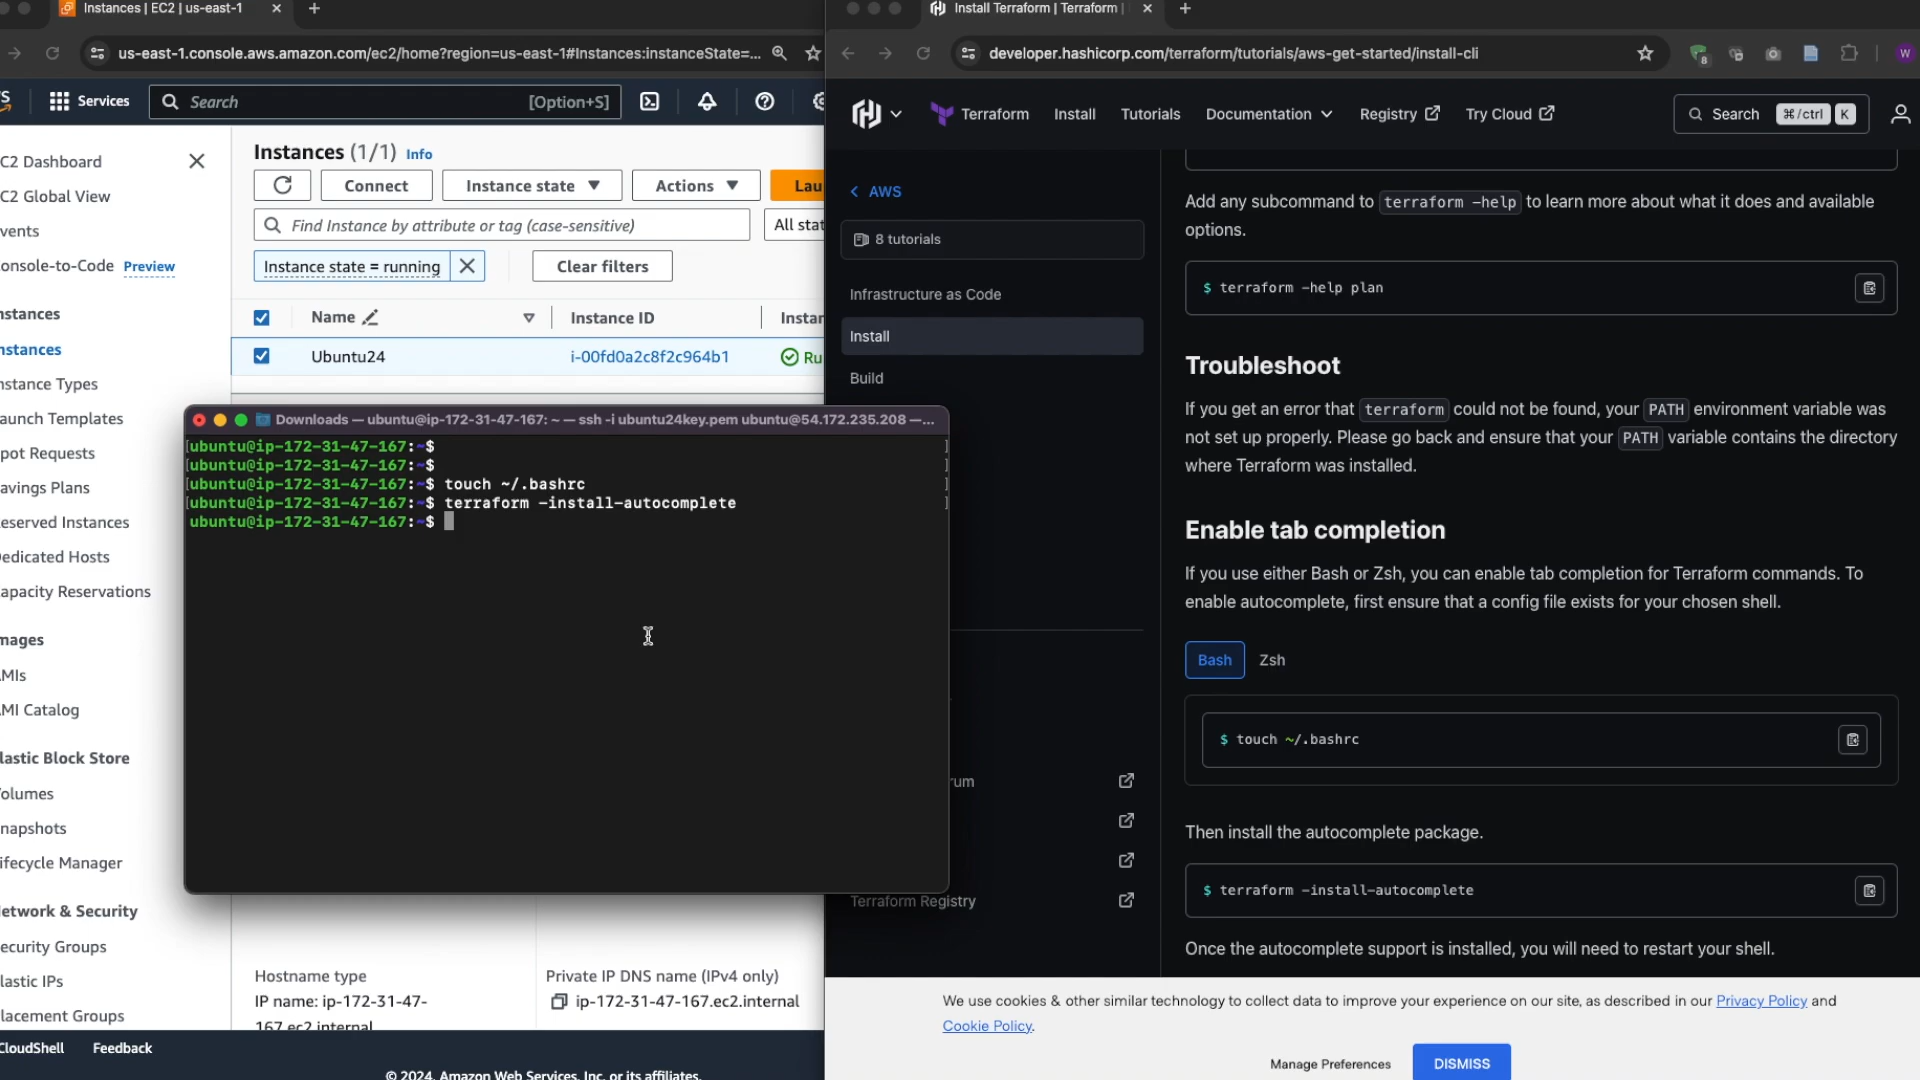 Instances | EC2 | us-east-1
us-east-1.console.aws.amazon.com/ec2/home?region=us-east-1#Instances:instanceState=...
Services
Search
[Option+S]
C2 Dashboard
C2 Global View
vents
onsole-to-Code Preview
nstances
nstances
nstance Types
aunch Templates
pot Requests
avings Plans
eserved Instances
edicated Hosts
apacity Reservations
mages
MIs
MI Catalog
lastic Block Store
olumes
napshots
ifecycle Manager
etwork & Security
ecurity Groups
lastic IPs
lacement Groups
CloudShell
Feedback
Instances (1/1) Info
Connect
Instance state
Actions
Lau
Find Instance by attribute or tag (case-sensitive)
All stat
Instance state = running
Clear filters
Name
Instance ID
Instan
Ubuntu24
i-00fd0a2c8f2c964b1
Ru
Downloads — ubuntu@ip-172-31-47-167: ~ — ssh -i ubuntu24key.pem ubuntu@54.172.235.208 —...
[ubuntu@ip-172-31-47-167:~$ ]
[ubuntu@ip-172-31-47-167:~$ ]
[ubuntu@ip-172-31-47-167:~$ touch ~/.bashrc ]
[ubuntu@ip-172-31-47-167:~$ terraform -install-autocomplete ]
ubuntu@ip-172-31-47-167:~$
Hostname type
IP name: ip-172-31-47-
167.ec2.internal
Private IP DNS name (IPv4 only)
ip-172-31-47-167.ec2.internal
© 2024, Amazon Web Services, Inc. or its affiliates.
Install Terraform | Terraform |
developer.hashicorp.com/terraform/tutorials/aws-get-started/install-cli
8
W
Terraform
Install
Tutorials
Documentation
Registry
Try Cloud
Search
⌘/ctrl
K
AWS
8 tutorials
Infrastructure as Code
Install
Build
rum
Terraform Registry
Add any subcommand to terraform -help to learn more about what it does and available
options.
$ terraform -help plan
Troubleshoot
If you get an error that terraform could not be found, your PATH environment variable was
not set up properly. Please go back and ensure that your PATH variable contains the directory
where Terraform was installed.
Enable tab completion
If you use either Bash or Zsh, you can enable tab completion for Terraform commands. To
enable autocomplete, first ensure that a config file exists for your chosen shell.
Bash
Zsh
$ touch ~/.bashrc
Then install the autocomplete package.
$ terraform -install-autocomplete
Once the autocomplete support is installed, you will need to restart your shell.
We use cookies & other similar technology to collect data to improve your experience on our site, as described in our Privacy Policy and
Cookie Policy.
Manage Preferences
DISMISS